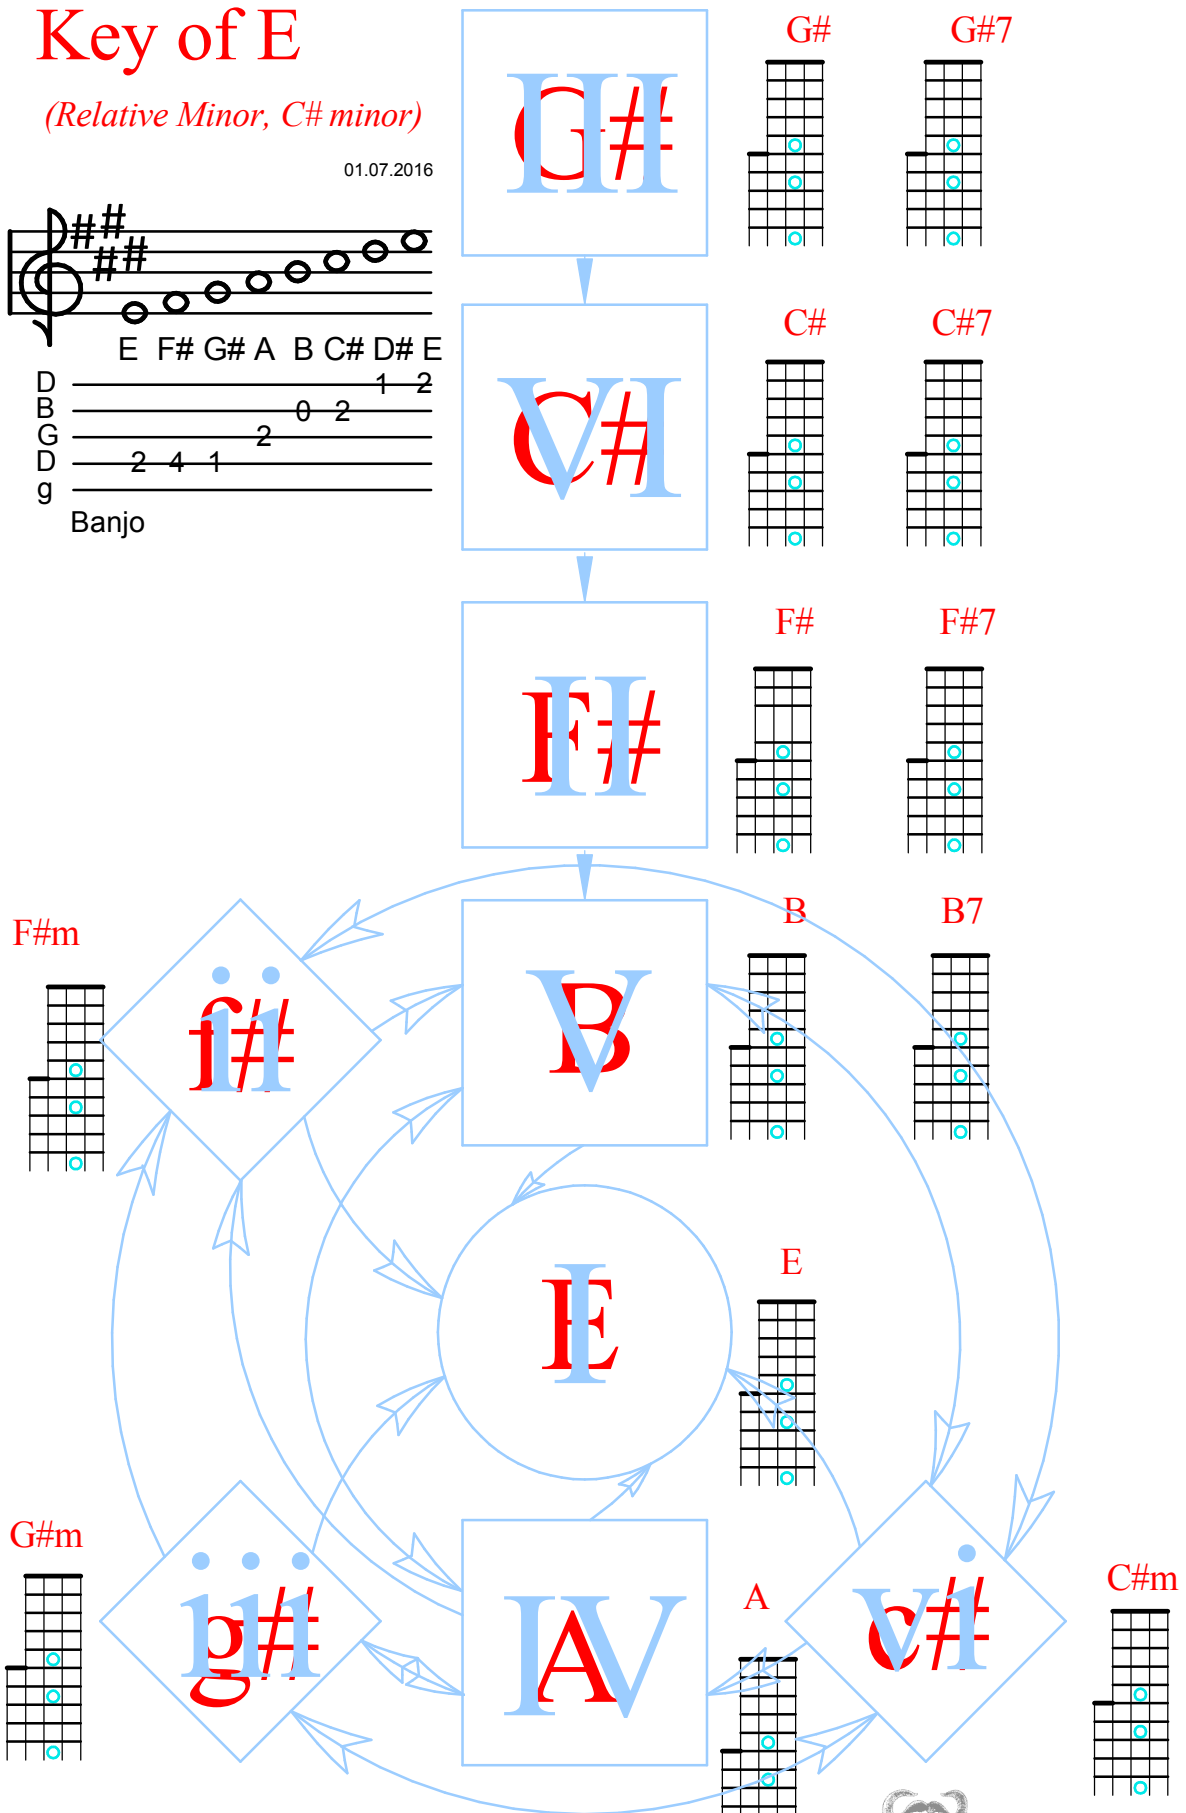 Key of E
(Relative Minor, C# minor)
01.07.2016
# # # #
E F# G# A B C# D# E
D 1 2
B 0 2
G 2
D 2 4 1
g
Banjo
III G#
G# G#7
VI C#
C# C#7
II F#
F# F#7
F#m
ii f#
V B
B B7
I E
E
G#m
iii g#
IV A
A
vi c#
C#m